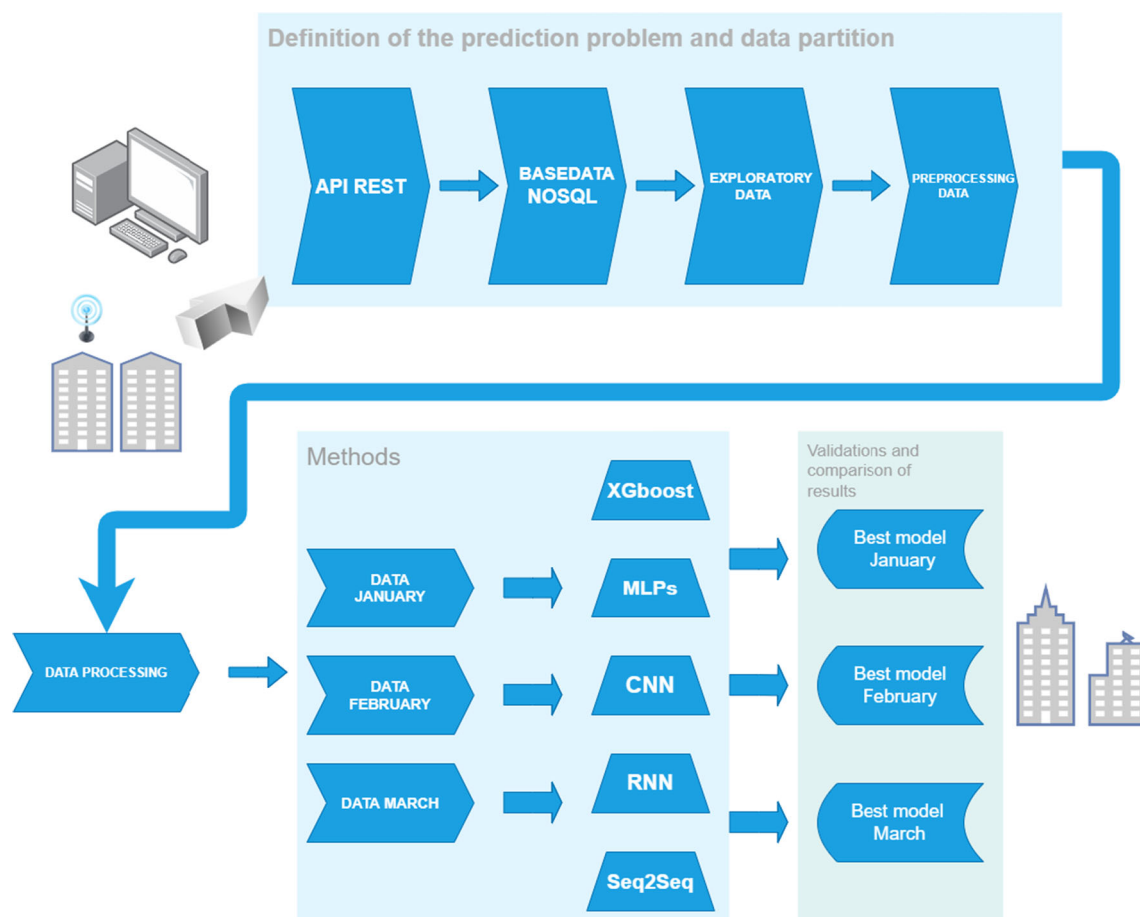 Definition of the prediction problem and data partition
API REST
BASEDATA
NOSQL
EXPLORATORY
DATA
PREPROCESSING
DATA
Methods
XGboost
MLPs
CNN
RNN
Seq2Seq
DATA
JANUARY
DATA
FEBRUARY
DATA MARCH
DATA PROCESSING
Validations and
comparison of
results
Best model
January
Best model
February
Best model
March